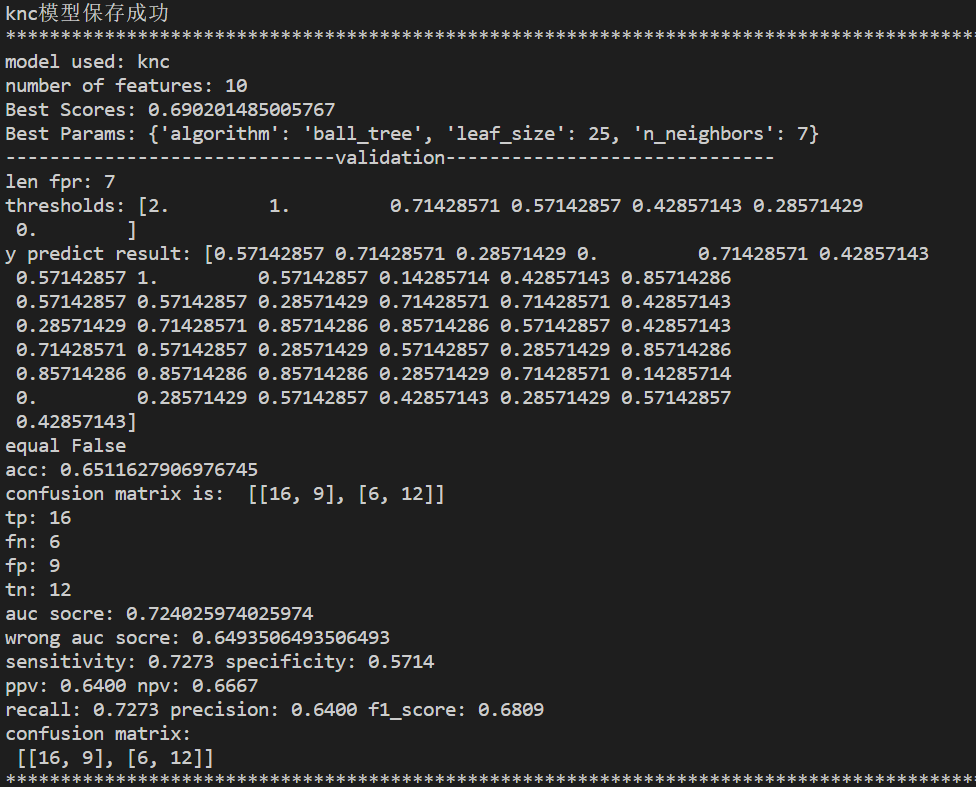 knc模型保存成功
****************************************************************************************
model used: knc
number of features: 10
Best Scores: 0.690201485005767
Best Params: {'algorithm': 'ball_tree', 'leaf_size': 25, 'n_neighbors': 7}
------------------------------validation------------------------------
len fpr: 7
thresholds: [2.         1.         0.71428571 0.57142857 0.42857143 0.28571429
 0.        ]
y predict result: [0.57142857 0.71428571 0.28571429 0.         0.71428571 0.42857143
 0.57142857 1.         0.57142857 0.14285714 0.42857143 0.85714286
 0.57142857 0.57142857 0.28571429 0.71428571 0.71428571 0.42857143
 0.28571429 0.71428571 0.85714286 0.85714286 0.57142857 0.42857143
 0.71428571 0.57142857 0.28571429 0.57142857 0.28571429 0.85714286
 0.85714286 0.85714286 0.85714286 0.28571429 0.71428571 0.14285714
 0.         0.28571429 0.57142857 0.42857143 0.28571429 0.57142857
 0.42857143]
equal False
acc: 0.6511627906976745
confusion matrix is:  [[16, 9], [6, 12]]
tp: 16
fn: 6
fp: 9
tn: 12
auc socre: 0.724025974025974
wrong auc socre: 0.6493506493506493
sensitivity: 0.7273 specificity: 0.5714
ppv: 0.6400 npv: 0.6667
recall: 0.7273 precision: 0.6400 f1_score: 0.6809
confusion matrix:
 [[16, 9], [6, 12]]
****************************************************************************************